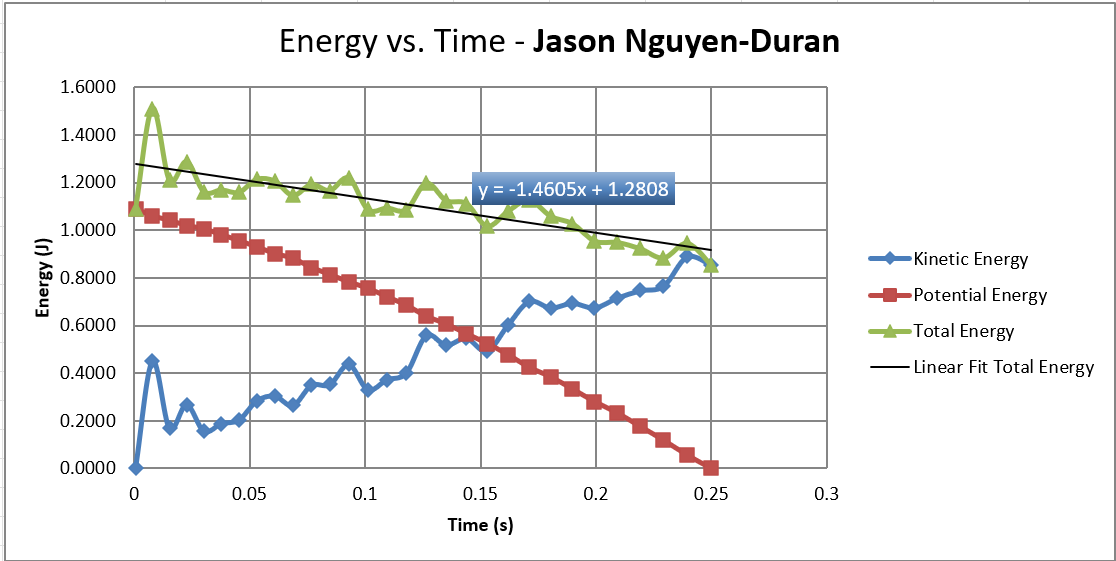 Energy vs. Time - Jason Nguyen-Duran
1.6000
1.4000
1.2000
1.0000
0.8000
0.6000
0.4000
0.2000
0.0000
Energy (J)
y = -1.4605x + 1.2808
0 0.05 0.1 0.15 0.2 0.25 0.3
Time (s)
Kinetic Energy
Potential Energy
Total Energy
Linear Fit Total Energy